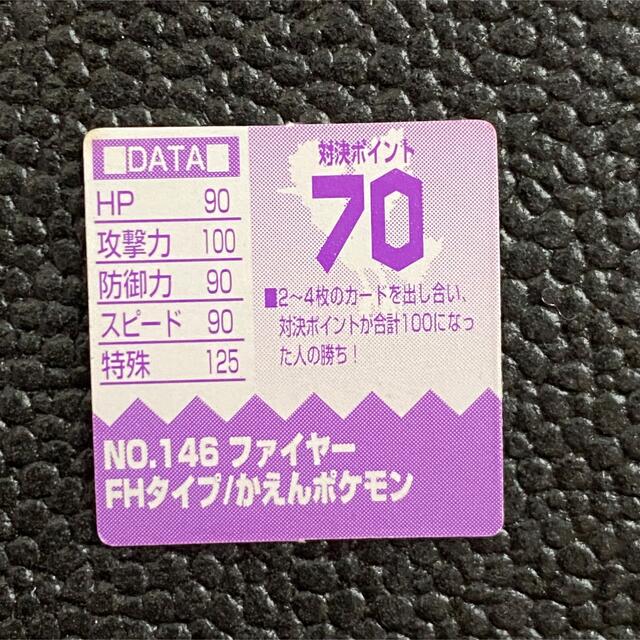 ■DATA■
HP 90
攻撃力 100
防御力 90
スピード 90
特殊 125
対決ポイント
70
■2〜4枚のカードを出し合い、
対決ポイントが合計100になっ
た人の勝ち!
NO.146 ファイヤー
FHタイプ/かえんポケモン